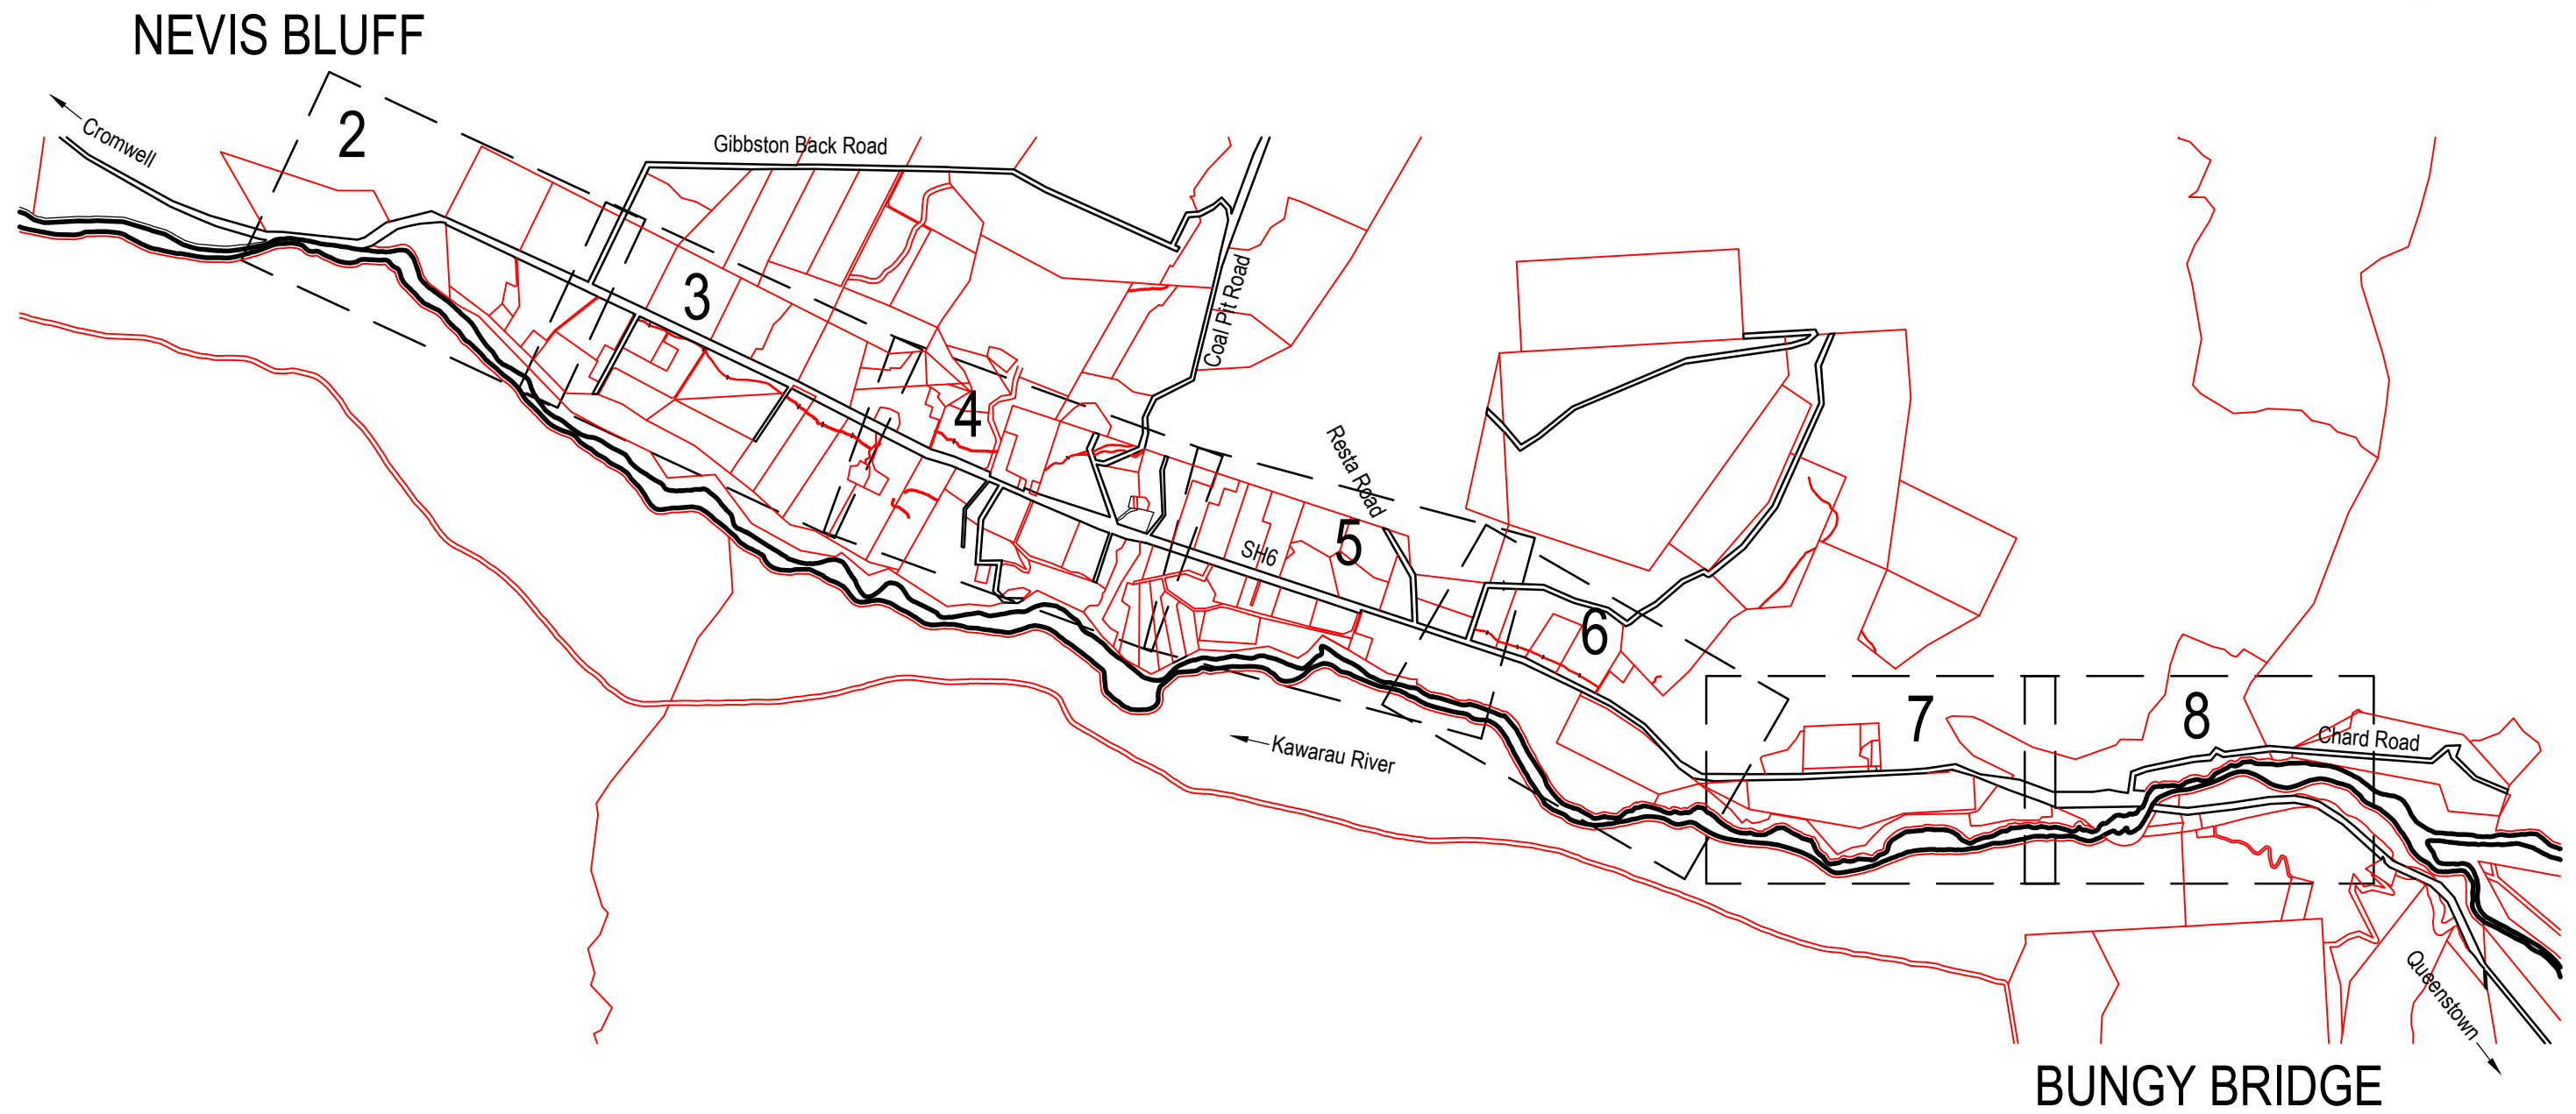 NEVIS BLUFF
2
Cromwell
Gibbston Back Road
3
Coal Pit Road
4
Resta Road
5
SH6
6
7
8
Chard Road
Kawarau River
Queenstown
BUNGY BRIDGE